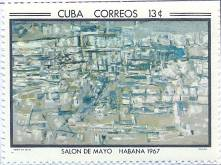 CUBA CORREOS 13¢
SALON DE MAYO HABANA 1967